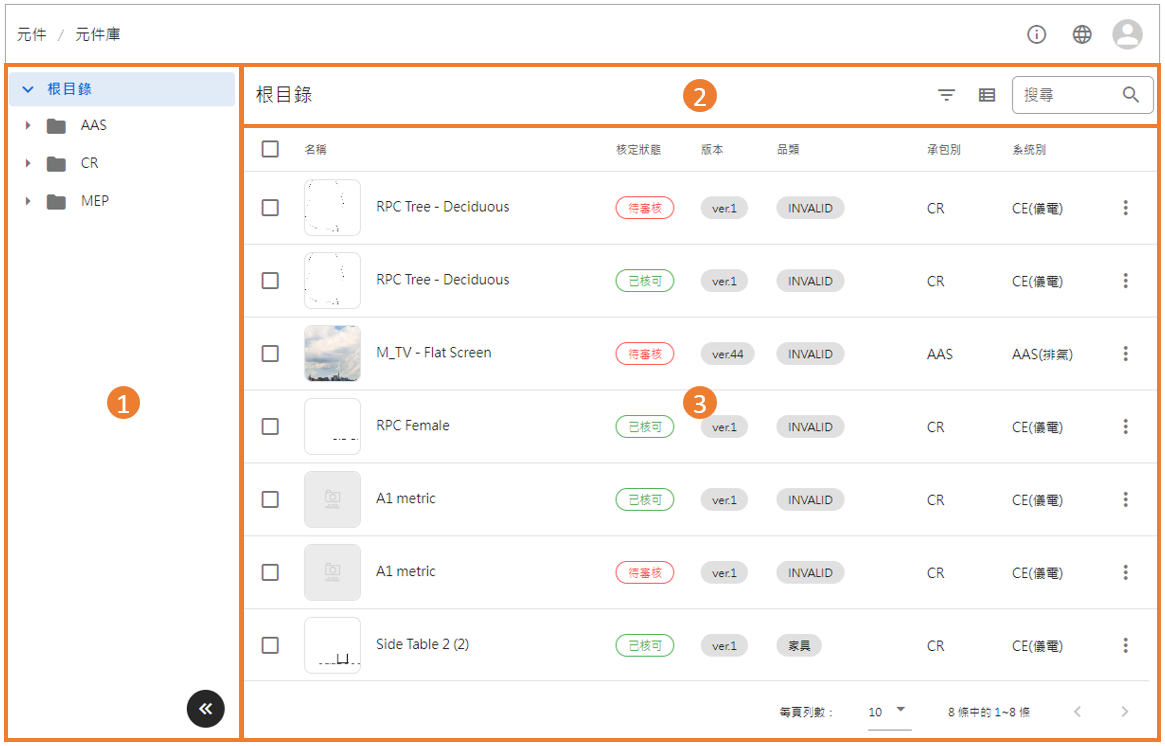 元件 / 元件庫
根目錄
AAS
CR
MEP
1
根目錄
2
搜尋
名稱 核定狀態 版本 品類 承包別 系統別
RPC Tree - Deciduous 待審核 ver.1 INVALID CR CE(儀電)
RPC Tree - Deciduous 已核可 ver.1 INVALID CR CE(儀電)
M_TV - Flat Screen 待審核 ver.44 INVALID AAS AAS(排氣)
3
RPC Female 已核可 ver.1 INVALID CR CE(儀電)
A1 metric 已核可 ver.1 INVALID CR CE(儀電)
A1 metric 待審核 ver.1 INVALID CR CE(儀電)
Side Table 2 (2) 已核可 ver.1 家具 CR CE(儀電)
每頁列數： 10 8 條中的 1~8 條